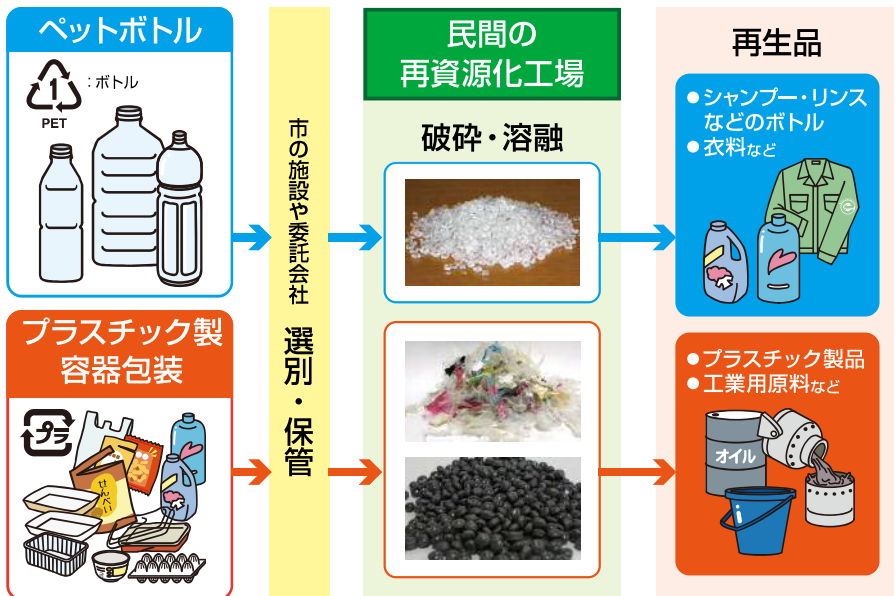 ペットボトル
1
:ボトル
PET
プラスチック製
容器包装
プラ
せんべい
市の施設や委託会社
選別・保管
民間の
再資源化工場
破砕・溶融
再生品
●シャンプー・リンス
などのボトル
●衣料など
●プラスチック製品
●工業用原料など
オイル